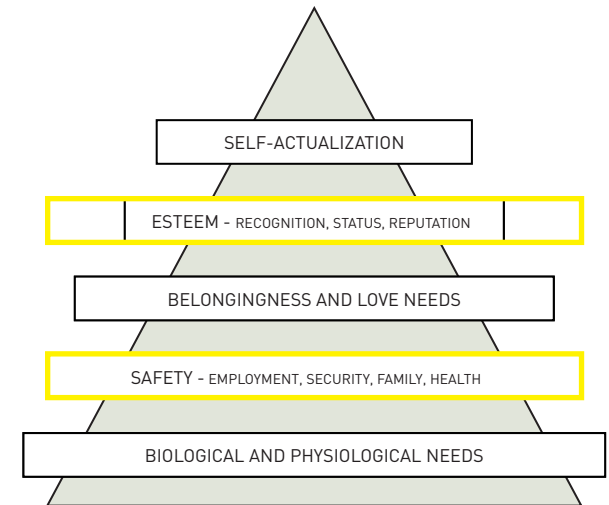 SELF-ACTUALIZATION
ESTEEM - RECOGNITION, STATUS, REPUTATION
BELONGINGNESS AND LOVE NEEDS
SAFETY - EMPLOYMENT, SECURITY, FAMILY, HEALTH
BIOLOGICAL AND PHYSIOLOGICAL NEEDS